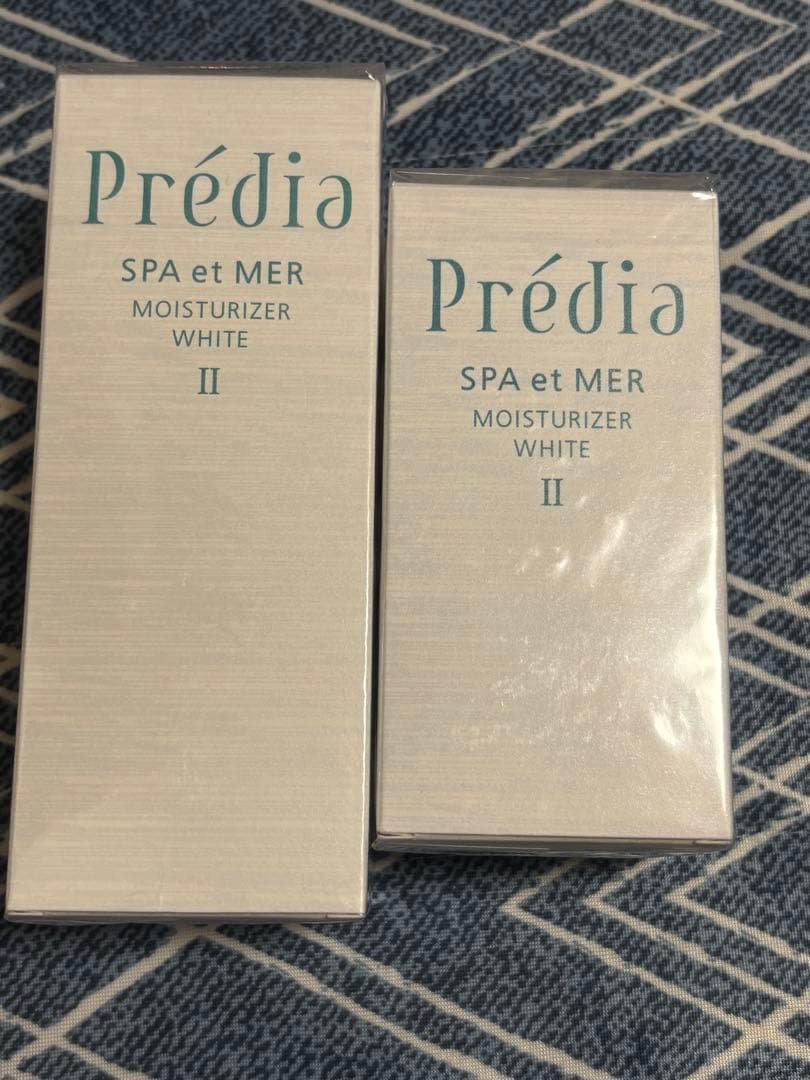 Prédia
SPA et MER
MOISTURIZER
WHITE
II
Prédia
SPA et MER
MOISTURIZER
WHITE
II